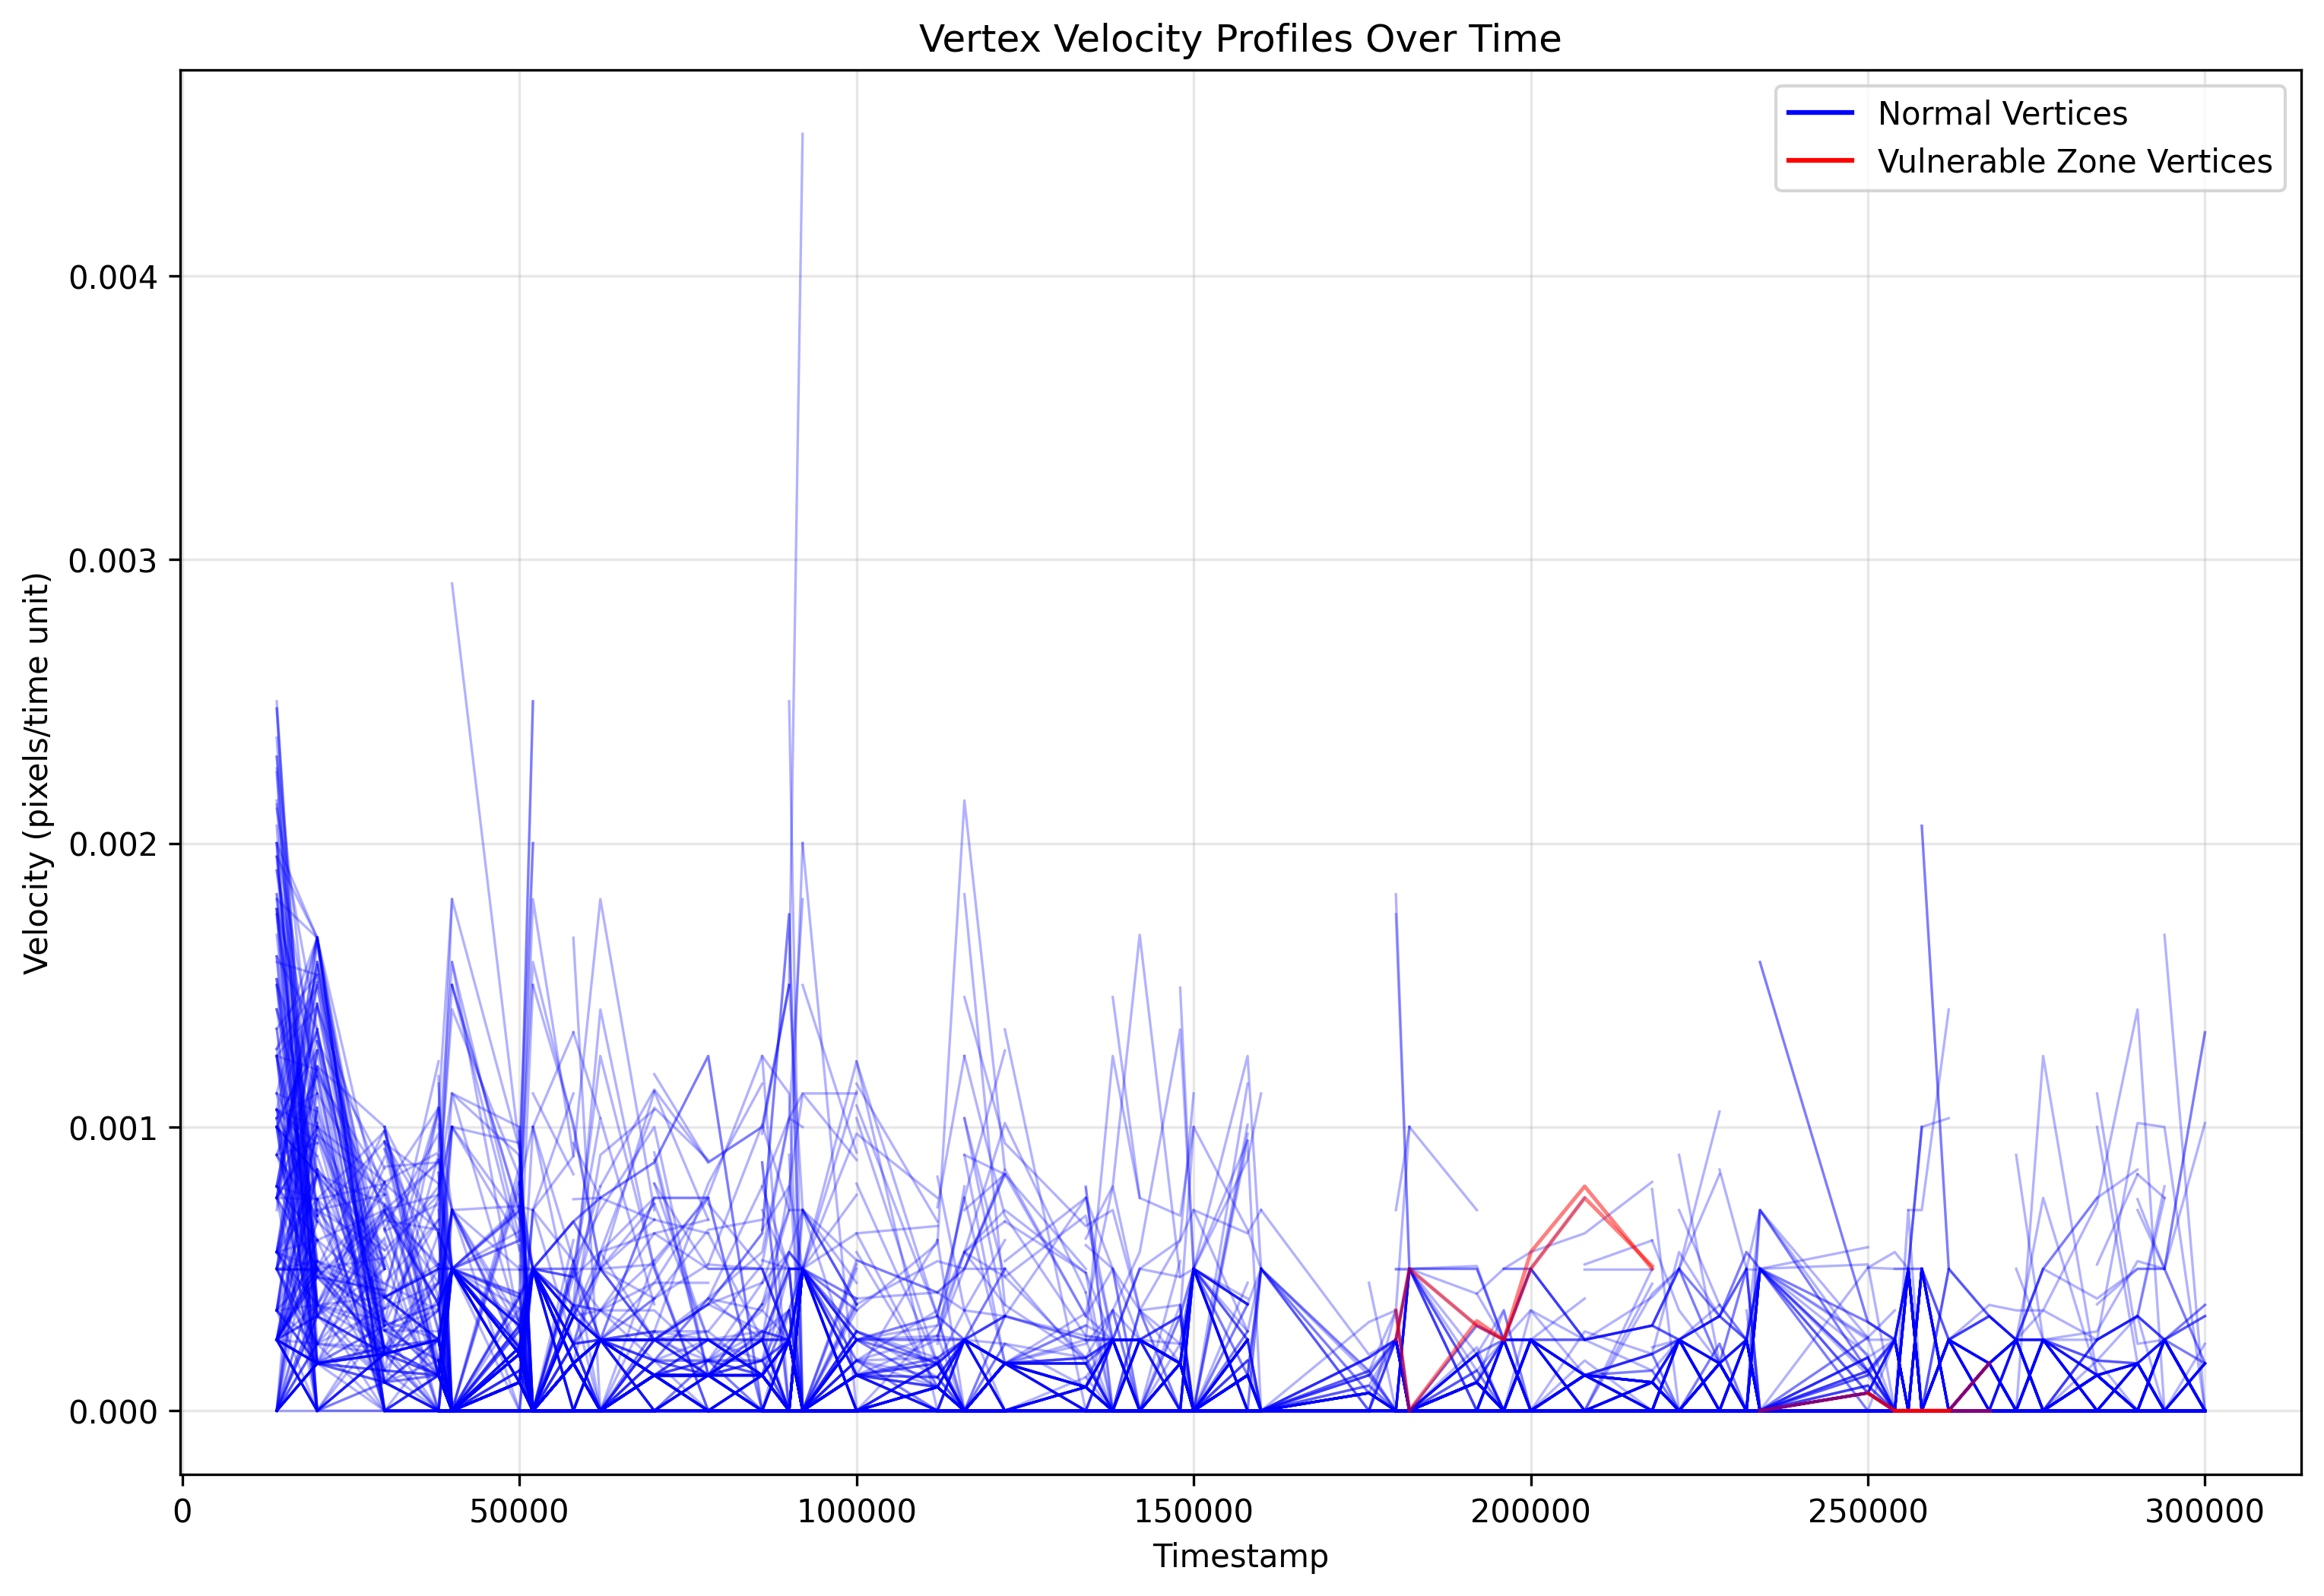 Vertex Velocity Profiles Over Time
Normal Vertices
Vulnerable Zone Vertices
Velocity (pixels/time unit)
0.004
0.003
0.002
0.001
0.000
0
50000
100000
150000
200000
250000
300000
Timestamp